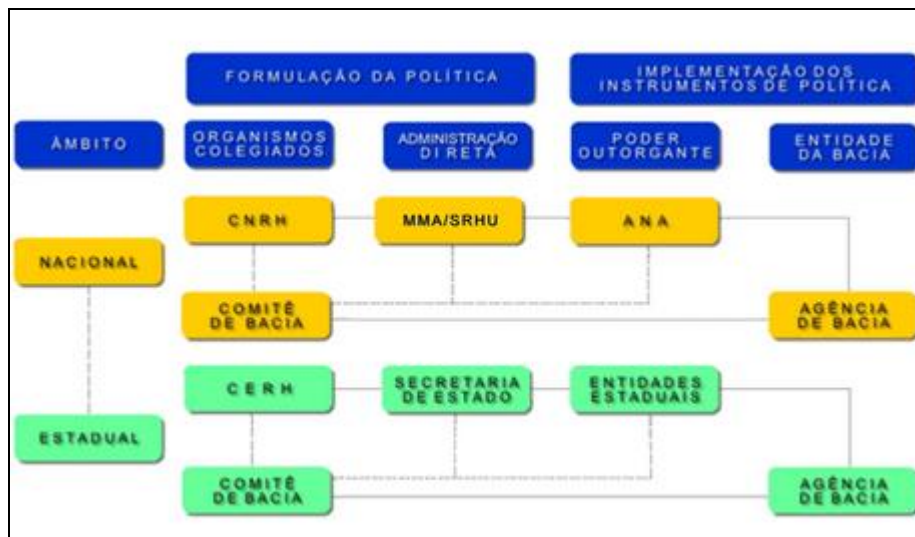 FORMULAÇÃO DA POLÍTICA
IMPLEMENTAÇÃO DOS
INSTRUMENTOS DE POLÍTICA
ÂMBITO
ORGANISMOS
COLEGIADOS
ADMINISTRAÇÃO
DIRETA
PODER
OUTORGANTE
ENTIDADE
DA BACIA
CNRH
MMA/SRHU
ANA
NACIONAL
COMITÊ
DE BACIA
AGÊNCIA
DE BACIA
CERH
SECRETARIA
DE ESTADO
ENTIDADES
ESTADUAIS
ESTADUAL
COMITÊ
DE BACIA
AGÊNCIA
DE BACIA